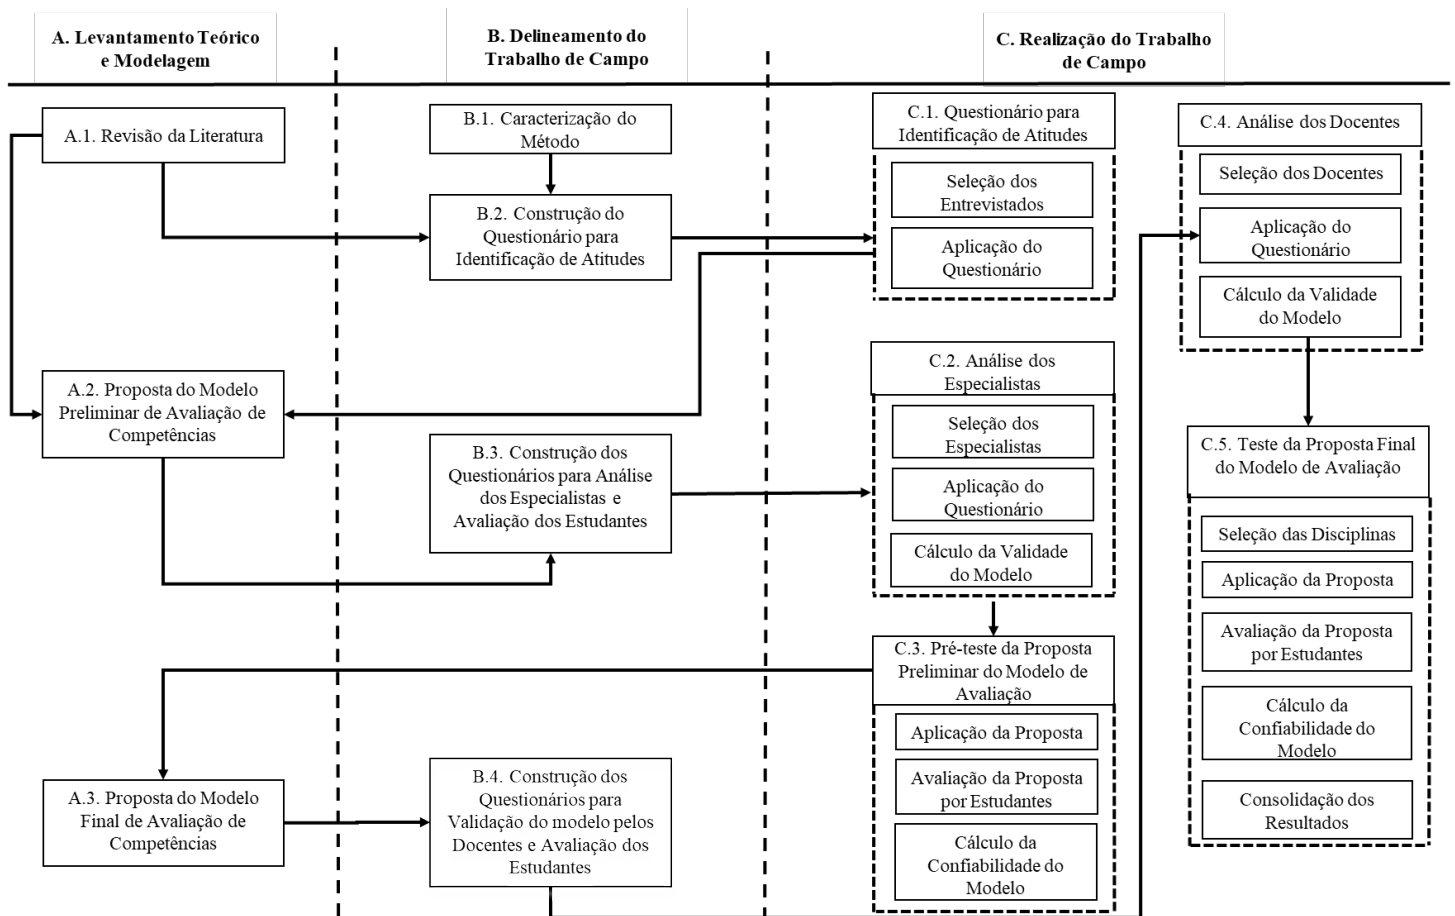 A. Levantamento Teórico
e Modelagem
B. Delineamento do
Trabalho de Campo
C. Realização do Trabalho
de Campo
A.1. Revisão da Literatura
A.2. Proposta do Modelo
Preliminar de Avaliação de
Competências
A.3. Proposta do Modelo
Final de Avaliação de
Competências
B.1. Caracterização do
Método
B.2. Construção do
Questionário para
Identificação de Atitudes
B.3. Construção dos
Questionários para Análise
dos Especialistas e
Avaliação dos Estudantes
B.4. Construção dos
Questionários para
Validação do modelo pelos
Docentes e Avaliação dos
Estudantes
C.1. Questionário para
Identificação de Atitudes
Seleção dos
Entrevistados
Aplicação do
Questionário
C.2. Análise dos
Especialistas
Seleção dos
Especialistas
Aplicação do
Questionário
Cálculo da Validade
do Modelo
C.3. Pré-teste da Proposta
Preliminar do Modelo de
Avaliação
Aplicação da Proposta
Avaliação da Proposta
por Estudantes
Cálculo da
Confiabilidade do
Modelo
C.4. Análise dos Docentes
Seleção dos Docentes
Aplicação do
Questionário
Cálculo da Validade
do Modelo
C.5. Teste da Proposta Final
do Modelo de Avaliação
Seleção das Disciplinas
Aplicação da Proposta
Avaliação da Proposta
por Estudantes
Cálculo da
Confiabilidade do
Modelo
Consolidação dos
Resultados